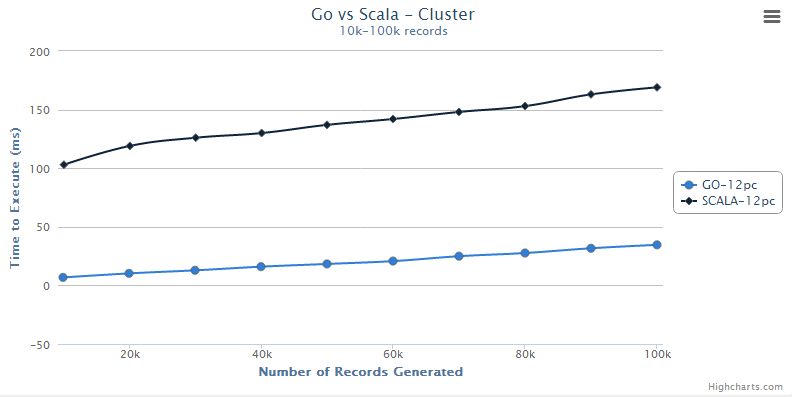 Go vs Scala - Cluster
10k-100k records
Time to Execute (ms)
200
150
100
50
0
-50
20k
40k
60k
80k
100k
Number of Records Generated
GO-12pc
SCALA-12pc
Highcharts.com